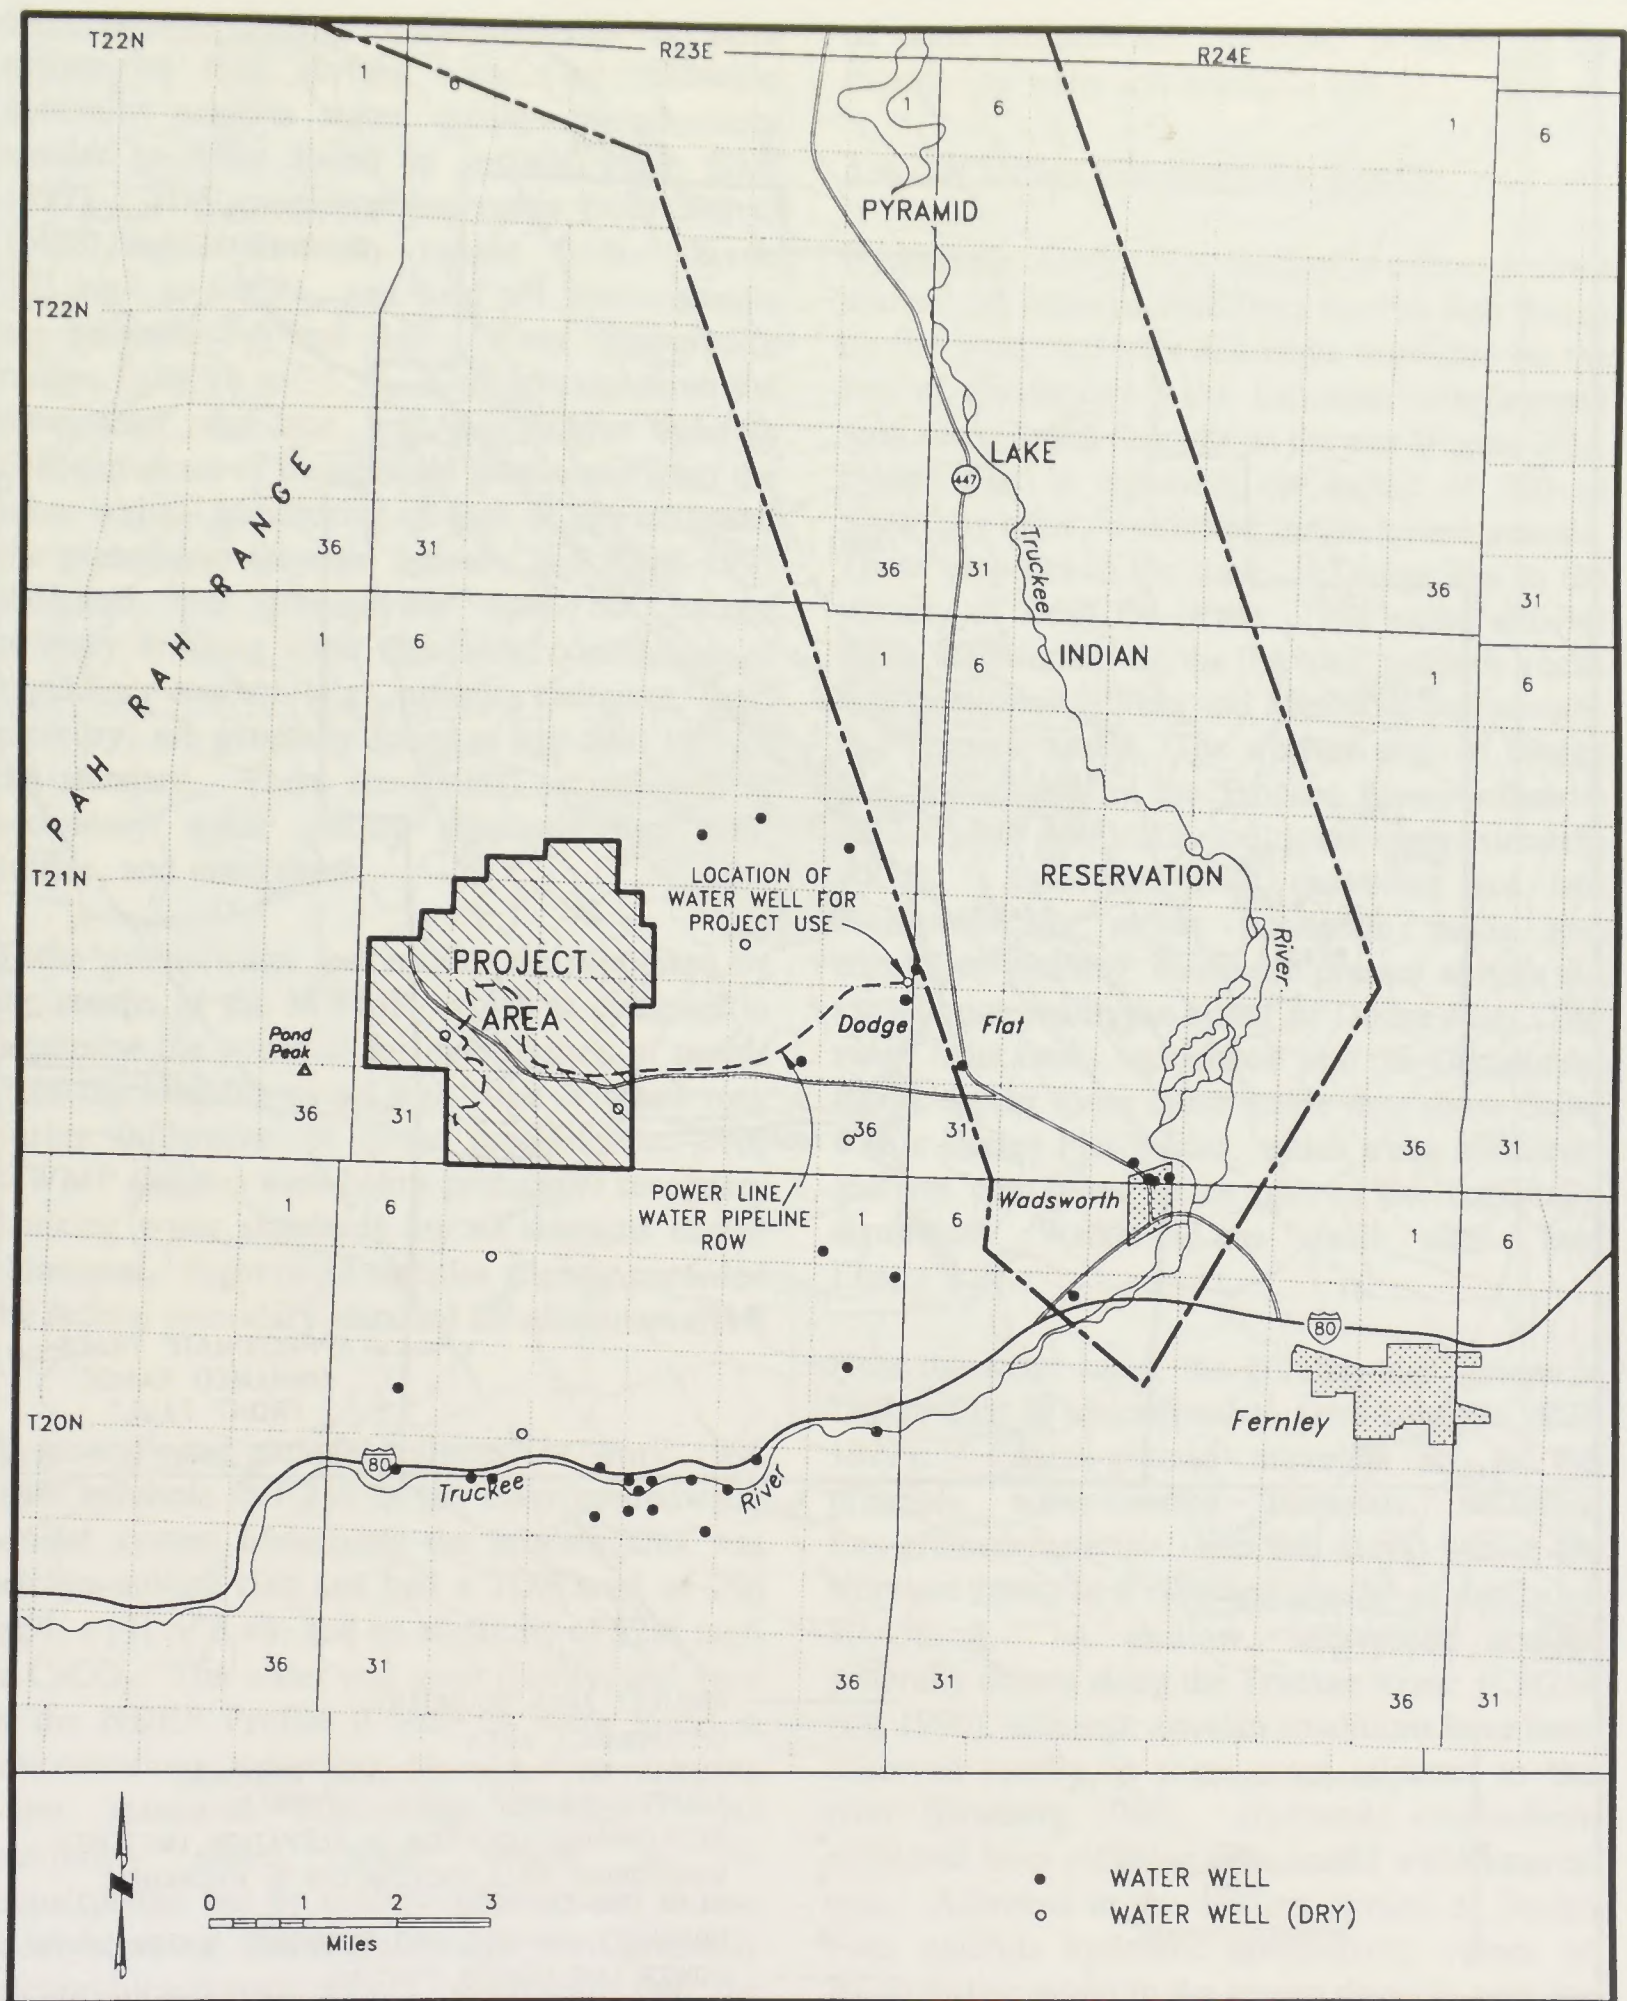 T22N
R23E
R24E
1
6
1
6
1
6
PYRAMID
T22N
LAKE
447
PAH RAH RANGE
36
31
36
31
36
31
Truckee
1
6
1
6
1
6
INDIAN
T21N
LOCATION OF
WATER WELL FOR
PROJECT USE
RESERVATION
River
PROJECT
AREA
Dodge Flat
Pond
Peak
36
31
36
31
36
31
POWER LINE/
WATER PIPELINE
ROW
Wadsworth
1
6
1
6
1
6
80
T20N
Fernley
80
Truckee
River
36
31
36
31
36
31
0 1 2 3
Miles
N
WATER WELL
WATER WELL (DRY)